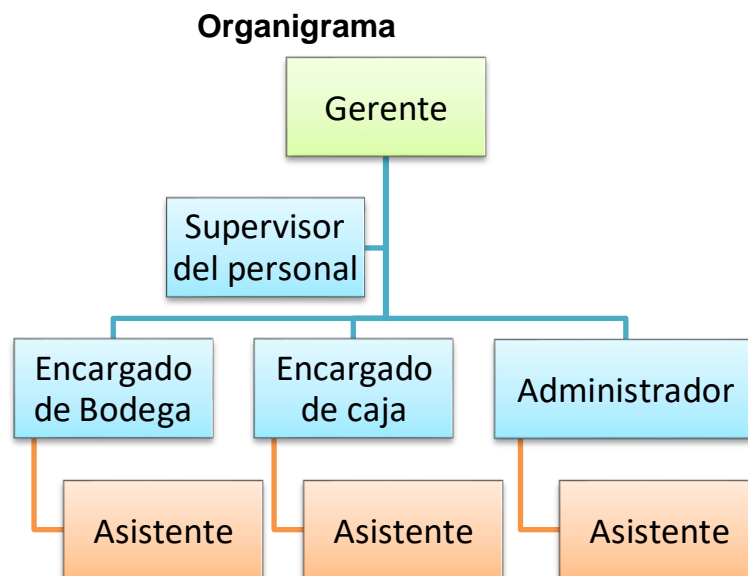 Organigrama
Gerente
Supervisor
del personal
Encargado
de Bodega
Encargado
de caja
Administrador
Asistente
Asistente
Asistente